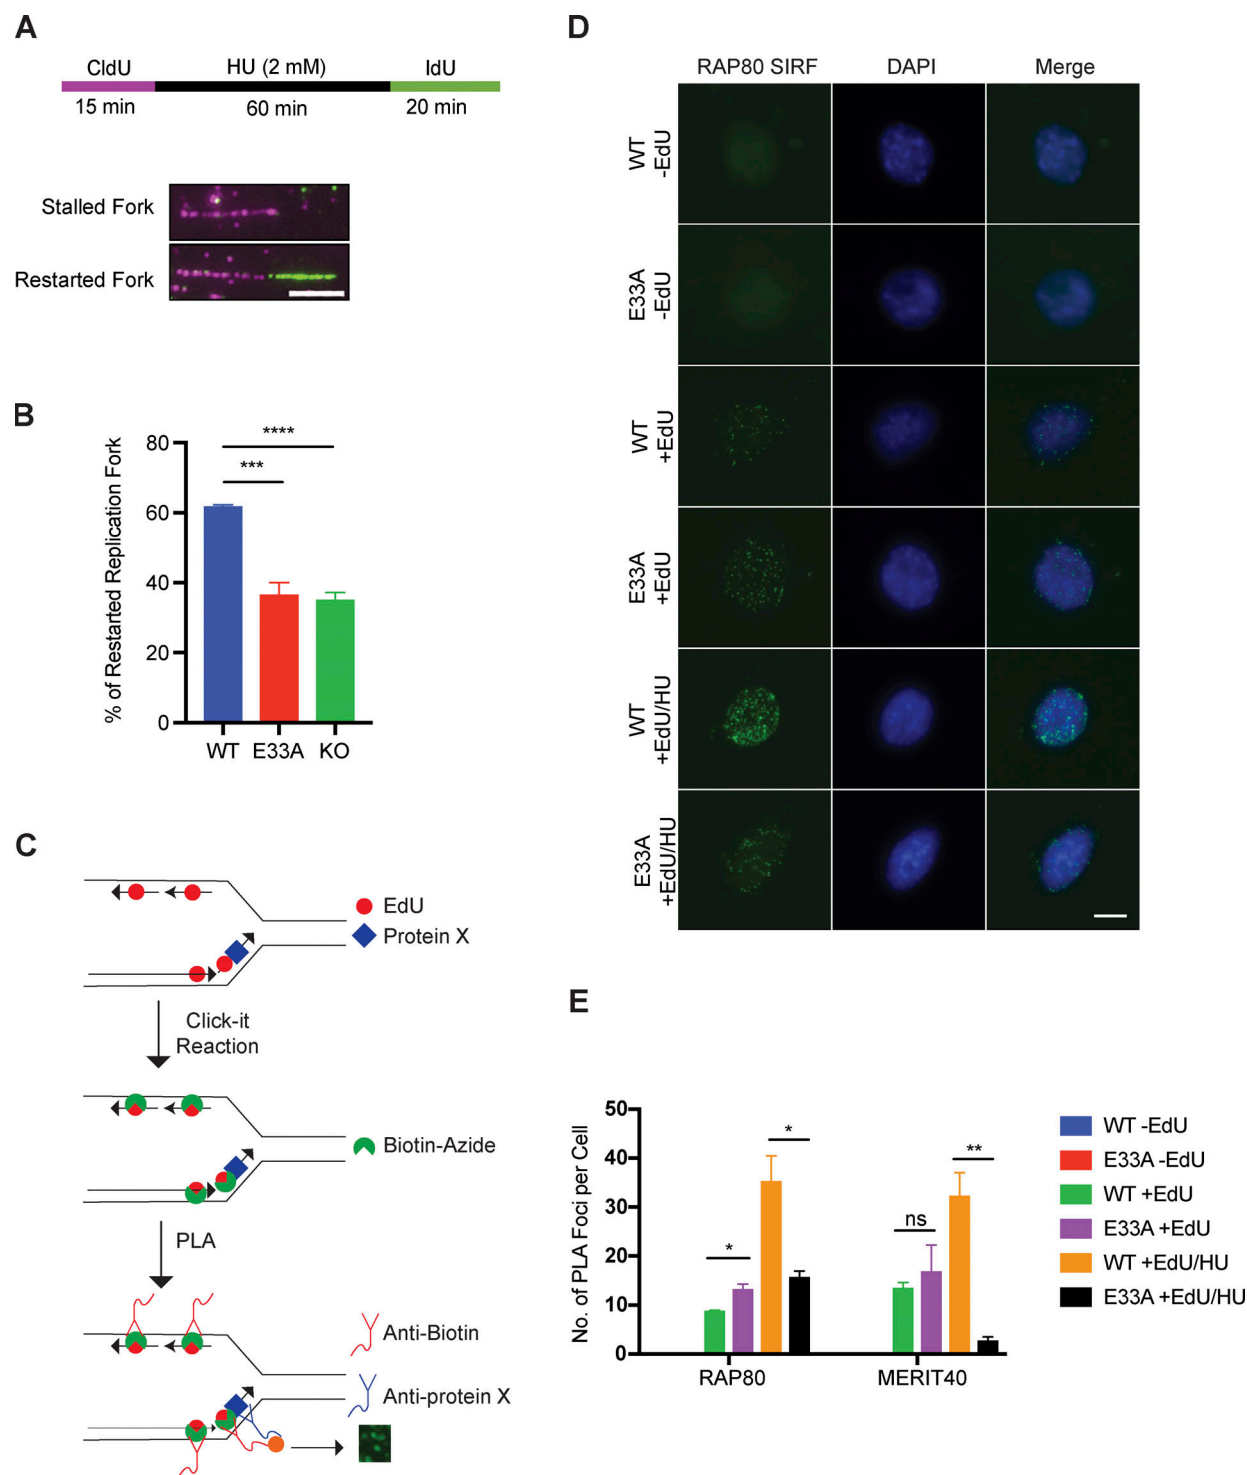 A
CldU
HU (2 mM)
IdU
15 min
60 min
20 min
Stalled Fork
Restarted Fork
B
% of Restarted Replication Fork
80
60
40
20
0
****
***
WT
E33A
KO
C
EdU
Protein X
Click-it
Reaction
Biotin-Azide
PLA
Anti-Biotin
Anti-protein X
D
RAP80 SIRF
DAPI
Merge
WT
-EdU
E33A
-EdU
WT
+EdU
E33A
+EdU
WT
+EdU/HU
E33A
+EdU/HU
E
No. of PLA Foci per Cell
50
40
30
20
10
0
*
*
ns
**
RAP80
MERIT40
WT -EdU
E33A -EdU
WT +EdU
E33A +EdU
WT +EdU/HU
E33A +EdU/HU